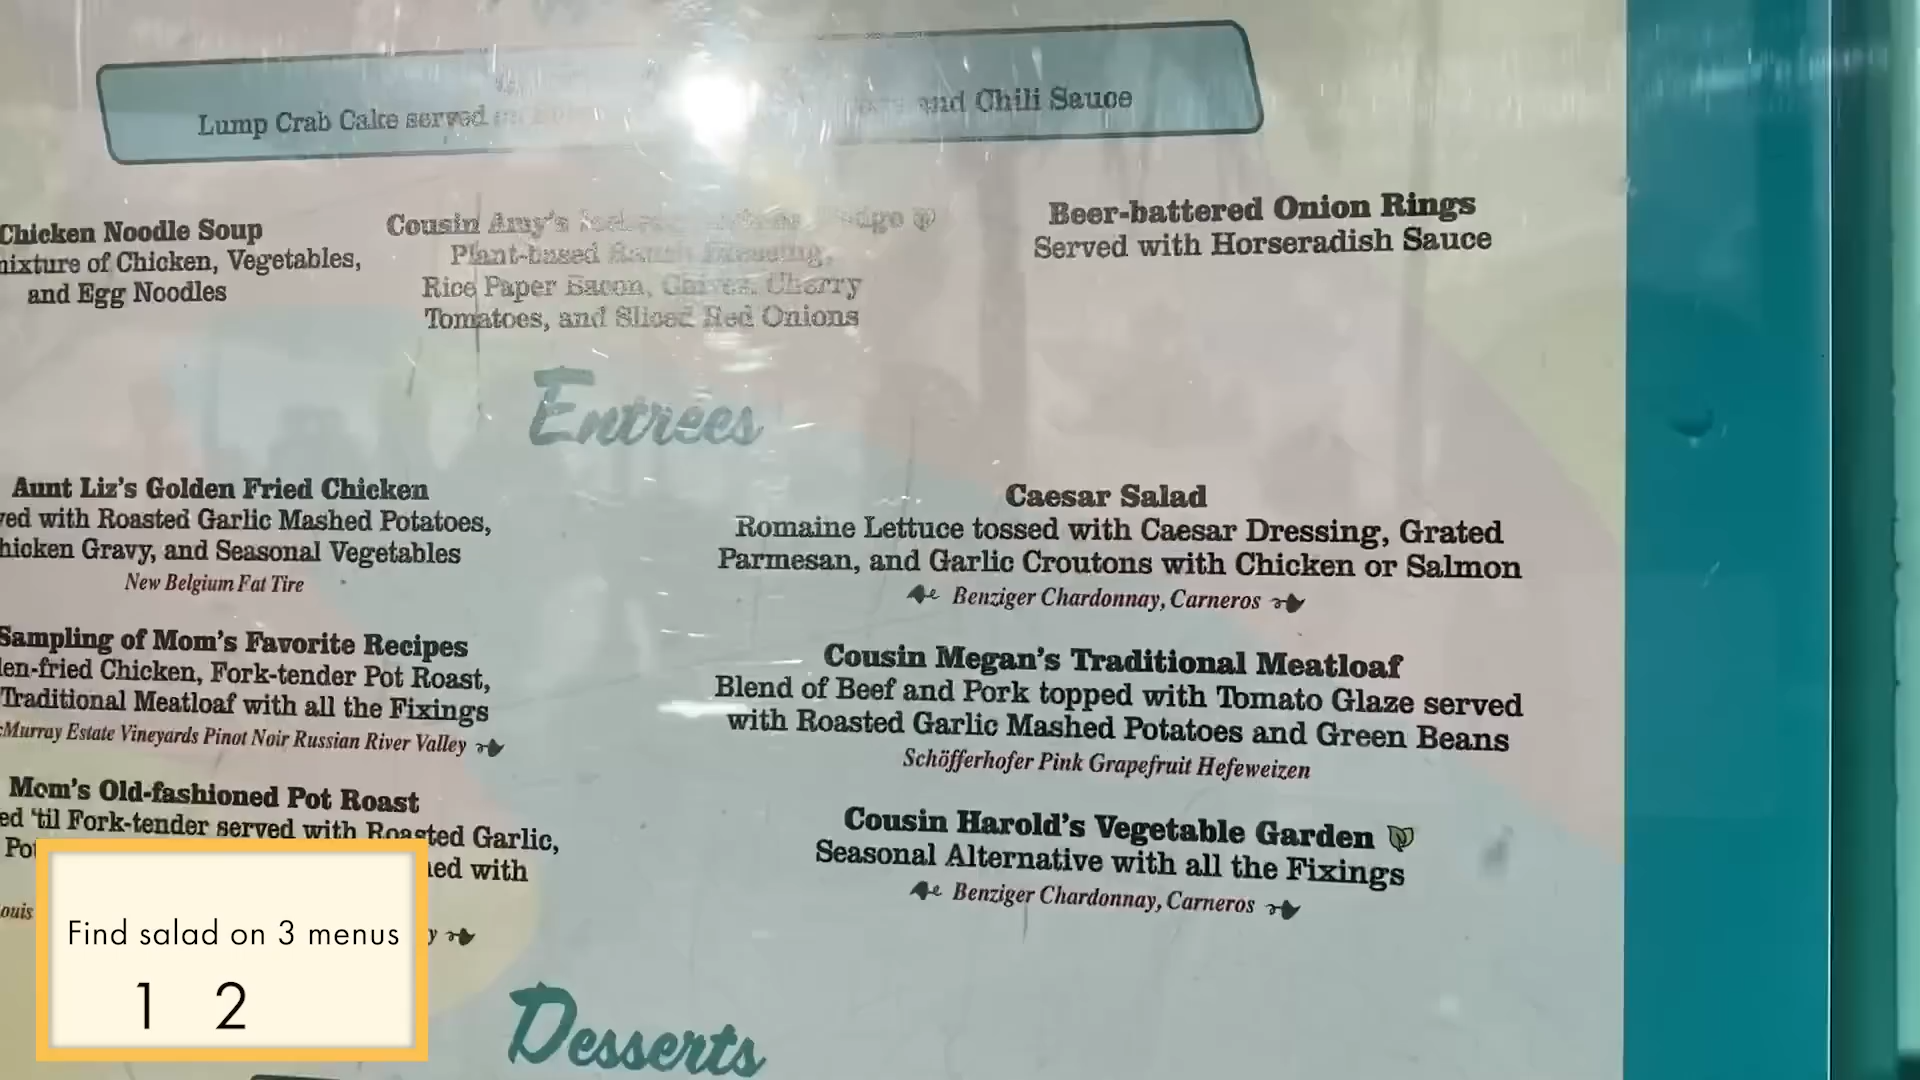 Lump Crab Cake served
and Chili Sauce
Chicken Noodle Soup
mixture of Chicken, Vegetables,
and Egg Noodles
Cousin Amy's
Plant-based
Rice Paper Bacon, Cherry
Tomatoes, and Sliced Red Onions
Beer-battered Onion Rings
Served with Horseradish Sauce
Entrees
Aunt Liz's Golden Fried Chicken
with Roasted Garlic Mashed Potatoes,
Chicken Gravy, and Seasonal Vegetables
New Belgium Fat Tire
Sampling of Mom's Favorite Recipes
Chicken, Fork-tender Pot Roast,
Traditional Meatloaf with all the Fixings
Murray Estate Vineyards Pinot Noir Russian River Valley
Mom's Old-fashioned Pot Roast
'til Fork-tender served with Roasted Garlic,
with
Caesar Salad
Romaine Lettuce tossed with Caesar Dressing, Grated
Parmesan, and Garlic Croutons with Chicken or Salmon
Benziger Chardonnay, Carneros
Cousin Megan's Traditional Meatloaf
Blend of Beef and Pork topped with Tomato Glaze served
with Roasted Garlic Mashed Potatoes and Green Beans
Schöfferhofer Pink Grapefruit Hefeweizen
Cousin Harold's Vegetable Garden
Seasonal Alternative with all the Fixings
Benziger Chardonnay, Carneros
Desserts
Find salad on 3 menus
1 2